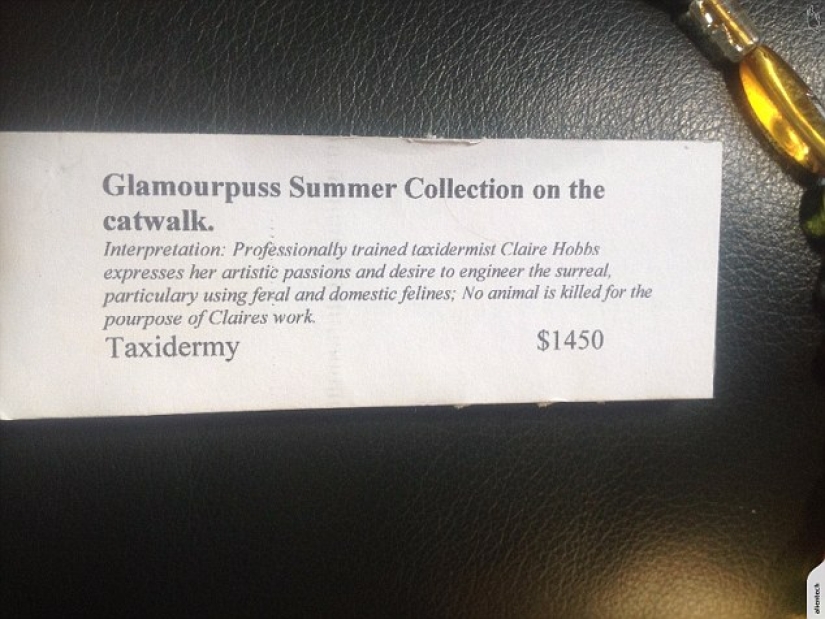 Glamourpuss Summer Collection on the
catwalk.
Interpretation: Professionally trained taxidermist Claire Hobbs
expresses her artistic passions and desire to engineer the surreal,
particulary using feral and domestic felines; No animal is killed for the
pourpose of Claires work.
Taxidermy $1450
alientech